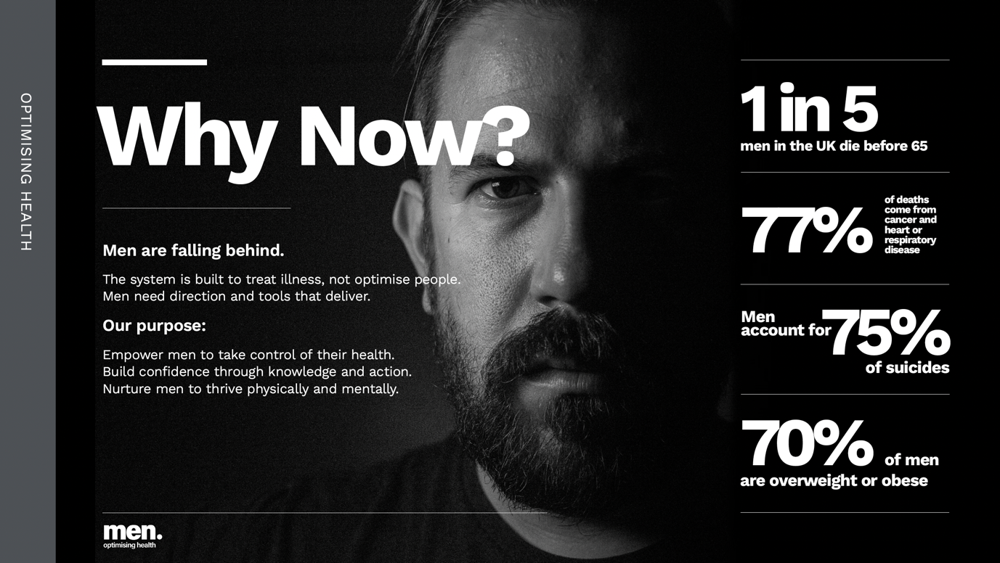 OPTIMISING HEALTH
Why Now?
Men are falling behind.
The system is built to treat illness, not optimise people.
Men need direction and tools that deliver.
Our purpose:
Empower men to take control of their health.
Build confidence through knowledge and action.
Nurture men to thrive physically and mentally.
men.
optimising health
1 in 5
men in the UK die before 65
77%
of deaths
come from
cancer and
heart or
respiratory
disease
Men
account for 75%
of suicides
70% of men
are overweight or obese